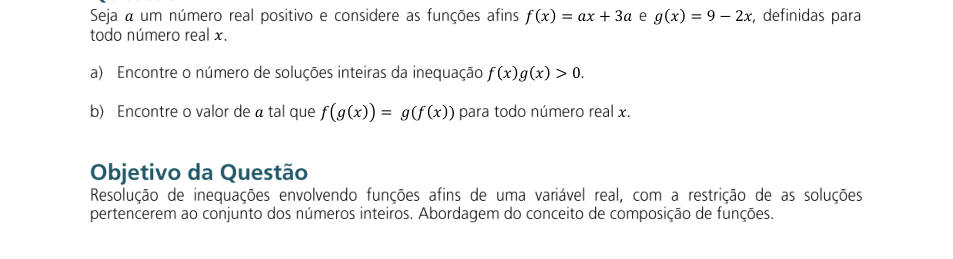 Seja a um número real positivo e considere as funções afins f(x) = ax + 3a e g(x) = 9 − 2x, definidas para
todo número real x.
a) Encontre o número de soluções inteiras da inequação f(x)g(x) > 0.
b) Encontre o valor de a tal que f(g(x)) = g(f(x)) para todo número real x.
Objetivo da Questão
Resolução de inequações envolvendo funções afins de uma variável real, com a restrição de as soluções
pertencerem ao conjunto dos números inteiros. Abordagem do conceito de composição de funções.